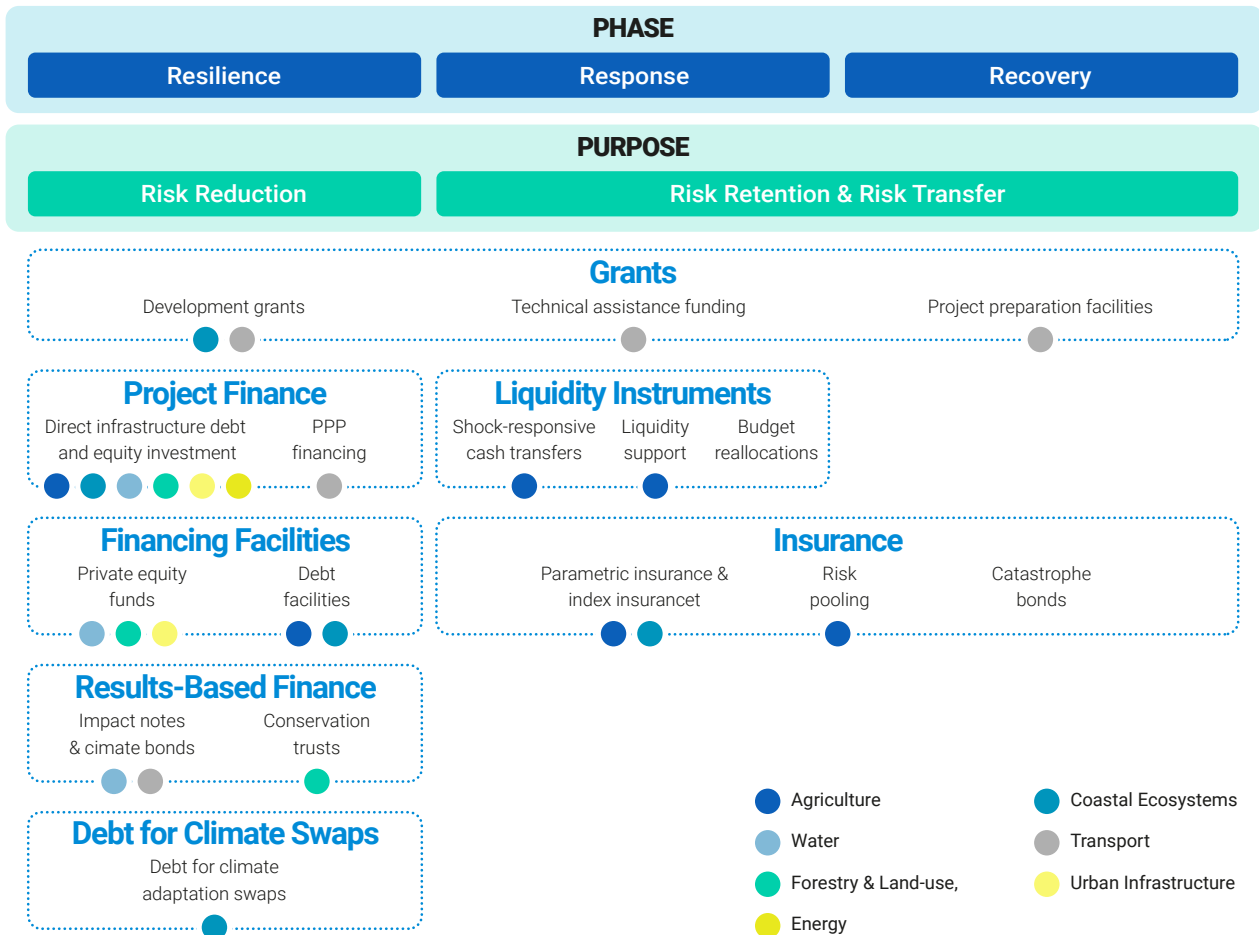 PHASE
Resilience
Response
Recovery
PURPOSE
Risk Reduction
Risk Retention & Risk Transfer
Grants
Development grants
Technical assistance funding
Project preparation facilities
Project Finance
Direct infrastructure debt
and equity investment
PPP
financing
Liquidity Instruments
Shock-responsive
cash transfers
Liquidity
support
Budget
reallocations
Financing Facilities
Private equity
funds
Debt
facilities
Insurance
Parametric insurance &
index insurancet
Risk
pooling
Catastrophe
bonds
Results-Based Finance
Impact notes
& cimate bonds
Conservation
trusts
Debt for Climate Swaps
Debt for climate
adaptation swaps
Agriculture
Water
Forestry & Land-use,
Energy
Coastal Ecosystems
Transport
Urban Infrastructure